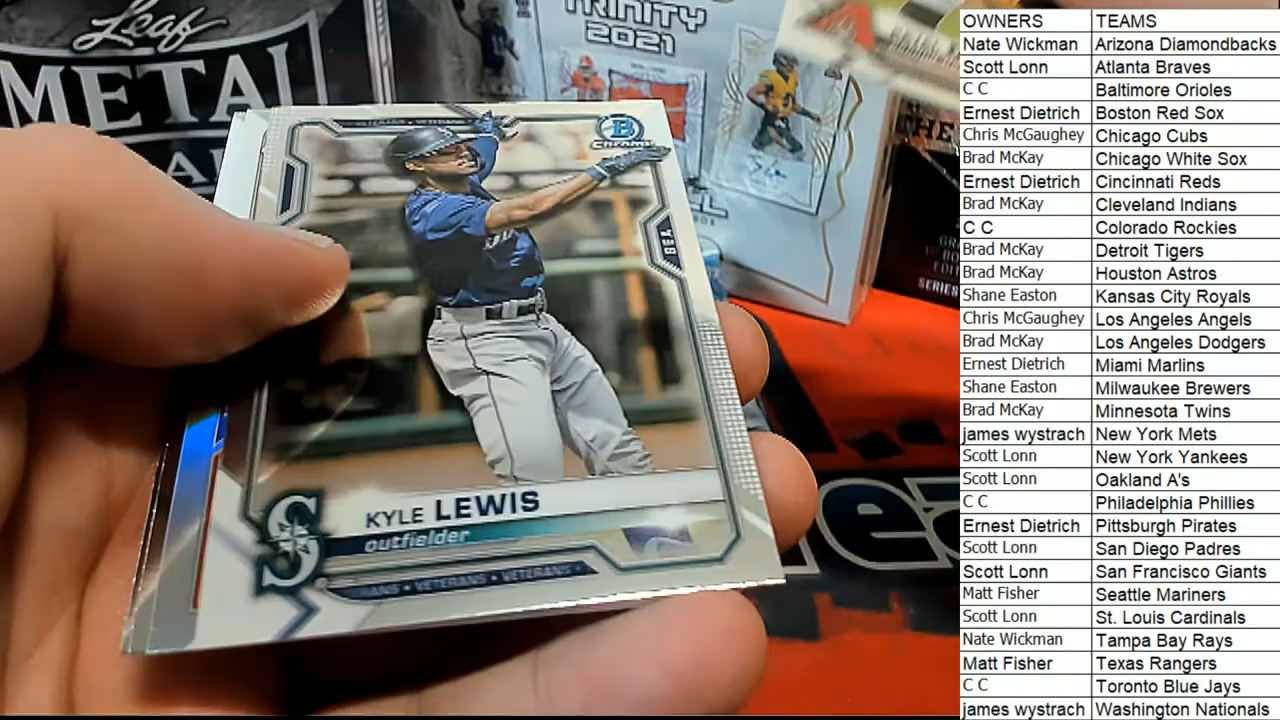 Leaf
METAL
TRINITY
2021
B
CHROME
KYLE LEWIS
outfielder
S
VETERANS • VETERANS
SERIES
OWNERS TEAMS
Nate Wickman Arizona Diamondbacks
Scott Lonn Atlanta Braves
C C Baltimore Orioles
Ernest Dietrich Boston Red Sox
Chris McGaughey Chicago Cubs
Brad McKay Chicago White Sox
Ernest Dietrich Cincinnati Reds
Brad McKay Cleveland Indians
C C Colorado Rockies
Brad McKay Detroit Tigers
Brad McKay Houston Astros
Shane Easton Kansas City Royals
Chris McGaughey Los Angeles Angels
Brad McKay Los Angeles Dodgers
Ernest Dietrich Miami Marlins
Shane Easton Milwaukee Brewers
Brad McKay Minnesota Twins
james wystrach New York Mets
Scott Lonn New York Yankees
Scott Lonn Oakland A's
C C Philadelphia Phillies
Ernest Dietrich Pittsburgh Pirates
Scott Lonn San Diego Padres
Scott Lonn San Francisco Giants
Matt Fisher Seattle Mariners
Scott Lonn St. Louis Cardinals
Nate Wickman Tampa Bay Rays
Matt Fisher Texas Rangers
C C Toronto Blue Jays
james wystrach Washington Nationals